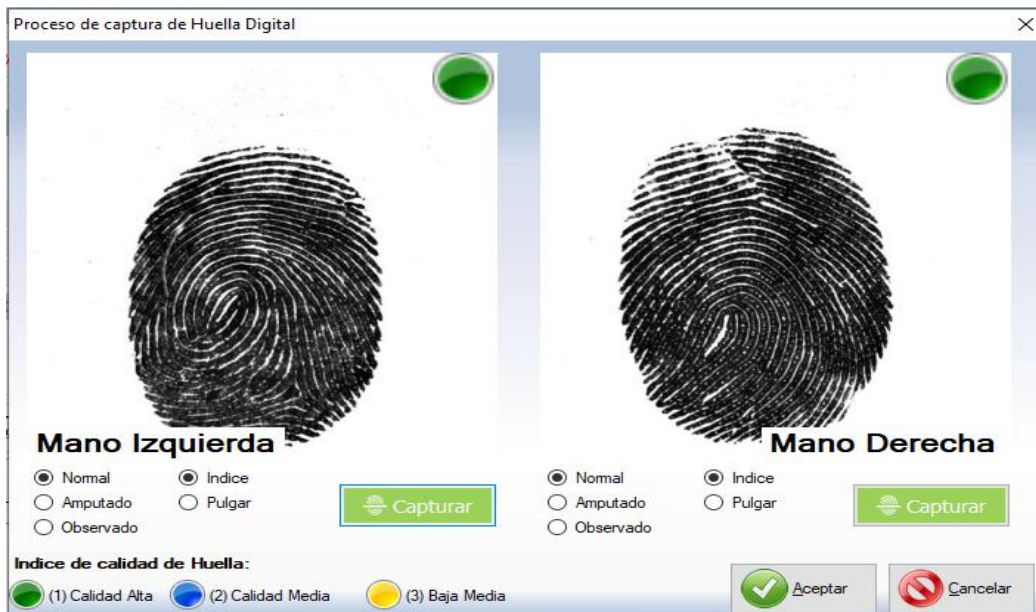 Proceso de captura de Huella Digital
Mano Izquierda
Normal
Indice
Amputado
Pulgar
Observado
Capturar
Mano Derecha
Normal
Indice
Amputado
Pulgar
Observado
Capturar
Indice de calidad de Huella:
(1) Calidad Alta (2) Calidad Media (3) Baja Media
Aceptar
Cancelar